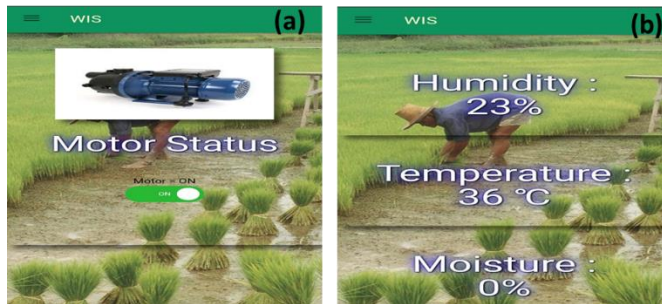 WIS
(a)
Motor Status
Motor = ON
ON
WIS
(b)
Humidity :
23%
Temperature :
36 °C
Moisture :
0%